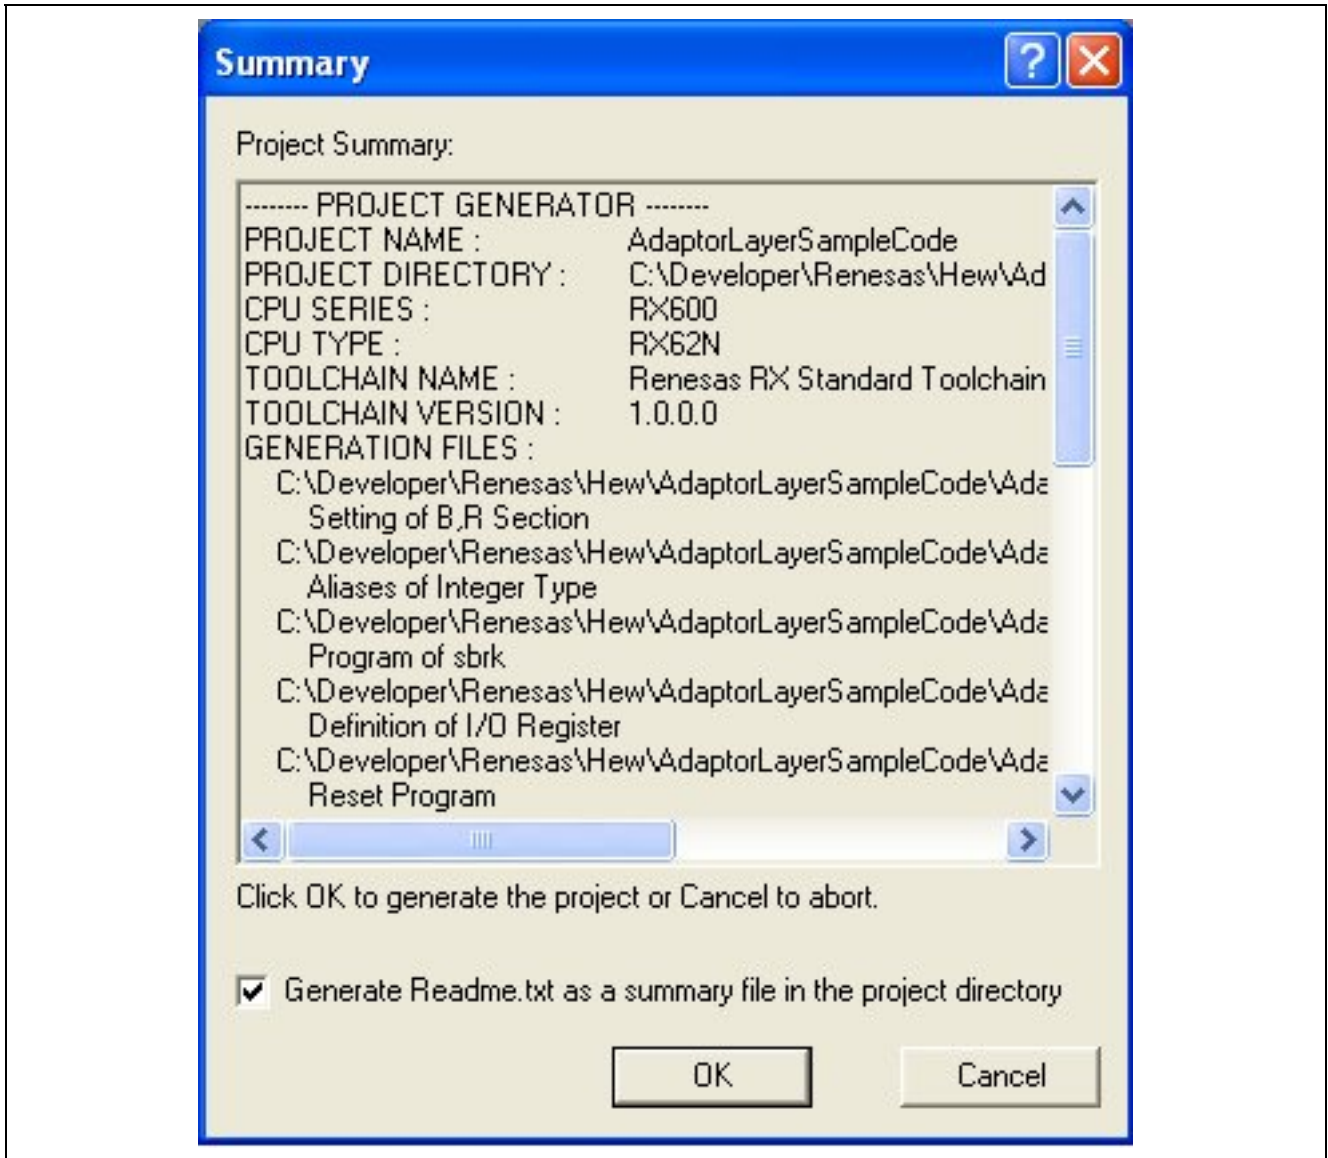 Summary
Project Summary:
-------- PROJECT GENERATOR --------
PROJECT NAME : AdaptorLayerSampleCode
PROJECT DIRECTORY : C:\Developer\Renesas\Hew\Ad
CPU SERIES : RX600
CPU TYPE : RX62N
TOOLCHAIN NAME : Renesas RX Standard Toolchain
TOOLCHAIN VERSION : 1.0.0.0
GENERATION FILES :
C:\Developer\Renesas\Hew\AdaptorLayerSampleCode\Ada
Setting of B,R Section
C:\Developer\Renesas\Hew\AdaptorLayerSampleCode\Ada
Aliases of Integer Type
C:\Developer\Renesas\Hew\AdaptorLayerSampleCode\Ada
Program of sbrk
C:\Developer\Renesas\Hew\AdaptorLayerSampleCode\Ada
Definition of I/O Register
C:\Developer\Renesas\Hew\AdaptorLayerSampleCode\Ada
Reset Program
Click OK to generate the project or Cancel to abort.
Generate Readme.txt as a summary file in the project directory
OK Cancel